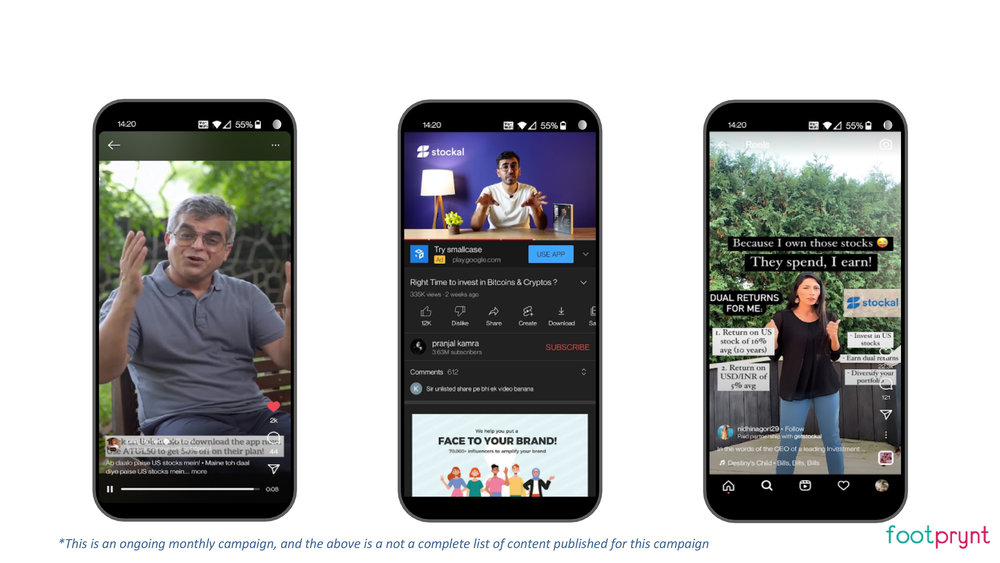 14:20
55%
to download the app now
ATUL50 to get 50% off on their plan!
2k
44
Ab daalo paise US stocks mein! • Maine toh daal
diye paise US stocks mein... more
0:08
14:20
55%
stockal
Try smallcase
Ad play.google.com
USE APP
Right Time to invest in Bitcoins & Cryptos ?
335K views · 2 weeks ago
12K
Dislike
Share
Create
Download
Sa
pranjal kamra
3.63M subscribers
SUBSCRIBE
Comments 612
K Sir unlisted share pe bhi ek video banana
We help you put a
FACE TO YOUR BRAND!
70,000+ influencers to amplify your brand
14:20
55%
Reels
Because I own those stocks
They spend, I earn!
DUAL RETURNS
FOR ME:
stockal
1. Return on US
stock of 16%
avg (10 years)
2. Return on
USD/INR of
5% avg
- Invest in US
stocks
- Earn dual returns
- Diversify your
portfolio
121
nidhinagori29 • Follow
Paid partnership with getstockal
In the words of the CEO of a leading Investment ...
Destiny's Child • Bills, Bills, Bills
*This is an ongoing monthly campaign, and the above is a not a complete list of content published for this campaign
footprynt